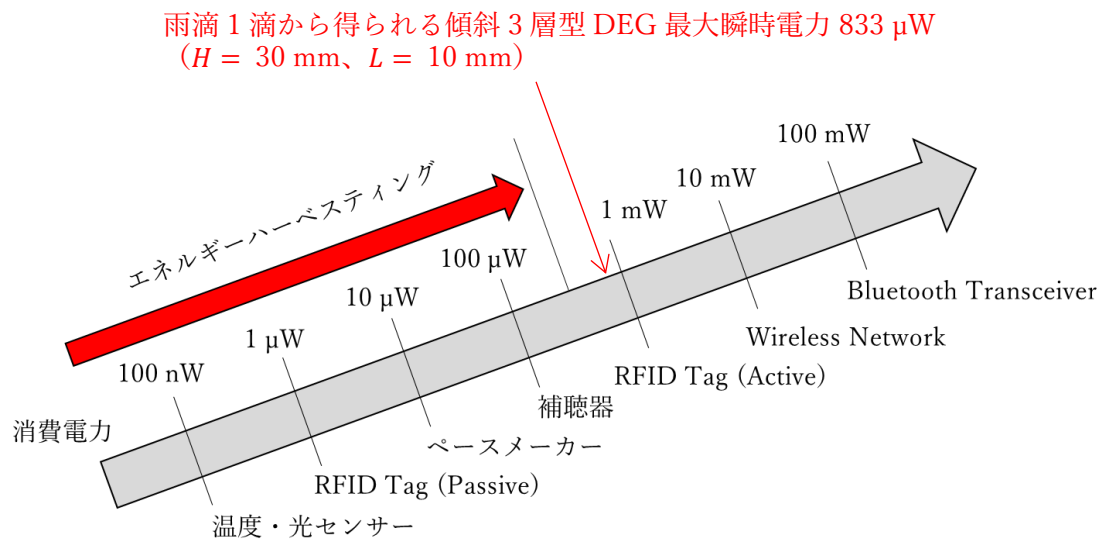 雨滴 1 滴から得られる傾斜 3 層型 DEG 最大瞬時電力 833 μW
（H = 30 mm、L = 10 mm）
エネルギーハーベスティング
100 mW
10 mW
1 mW
100 μW
10 μW
1 μW
100 nW
消費電力
Bluetooth Transceiver
Wireless Network
RFID Tag (Active)
補聴器
ペースメーカー
RFID Tag (Passive)
温度・光センサー